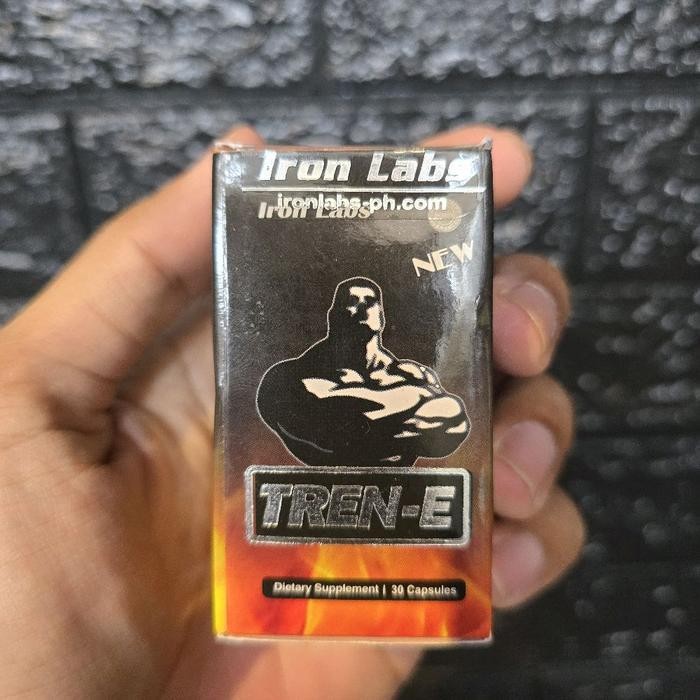 Iron Labs
ironlabs-ph.com
Iron Labs
NEW
TREN-E
Dietary Supplement | 30 Capsules